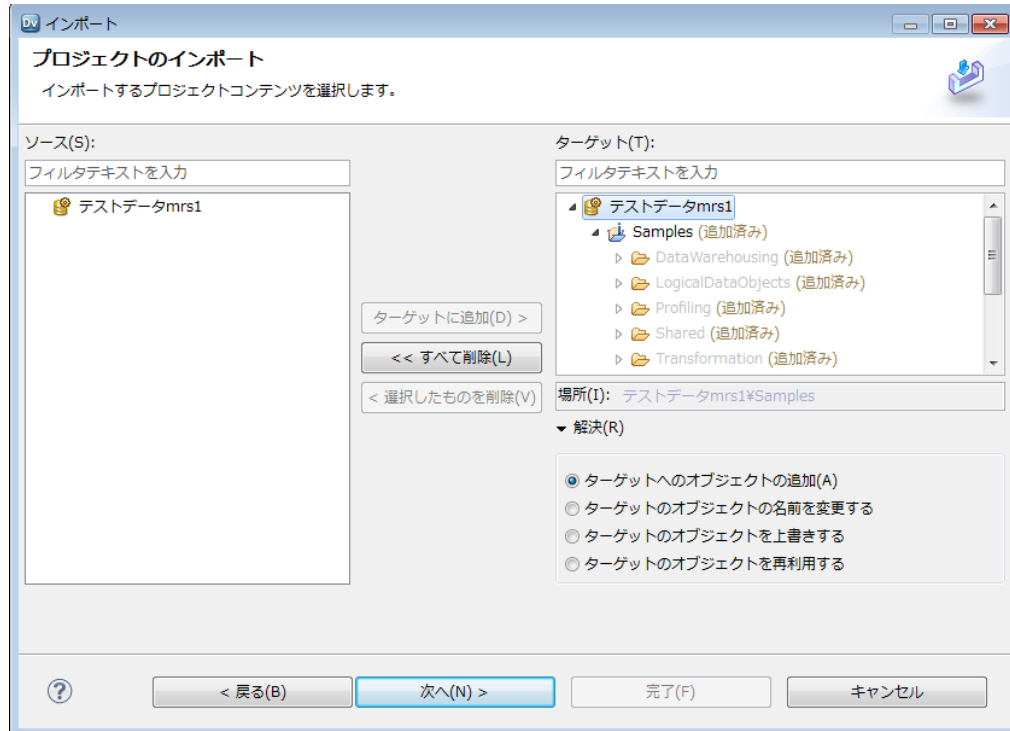 Dv インポート
プロジェクトのインポート
インポートするプロジェクトコンテンツを選択します。
ソース(S):
フィルタテキストを入力
テストデータmrs1
ターゲットに追加(D) >
<< すべて削除(L)
< 選択したものを削除(V)
ターゲット(T):
フィルタテキストを入力
テストデータmrs1
Samples (追加済み)
DataWarehousing (追加済み)
LogicalDataObjects (追加済み)
Profiling (追加済み)
Shared (追加済み)
Transformation (追加済み)
場所(I): テストデータmrs1¥Samples
解決(R)
ターゲットへのオブジェクトの追加(A)
ターゲットのオブジェクトの名前を変更する
ターゲットのオブジェクトを上書きする
ターゲットのオブジェクトを再利用する
? < 戻る(B) 次へ(N) > 完了(F) キャンセル